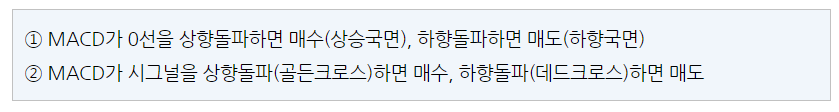 ① MACD가 0선을 상향돌파하면 매수(상승국면), 하향돌파하면 매도(하향국면)
② MACD가 시그널을 상향돌파(골든크로스)하면 매수, 하향돌파(데드크로스)하면 매도